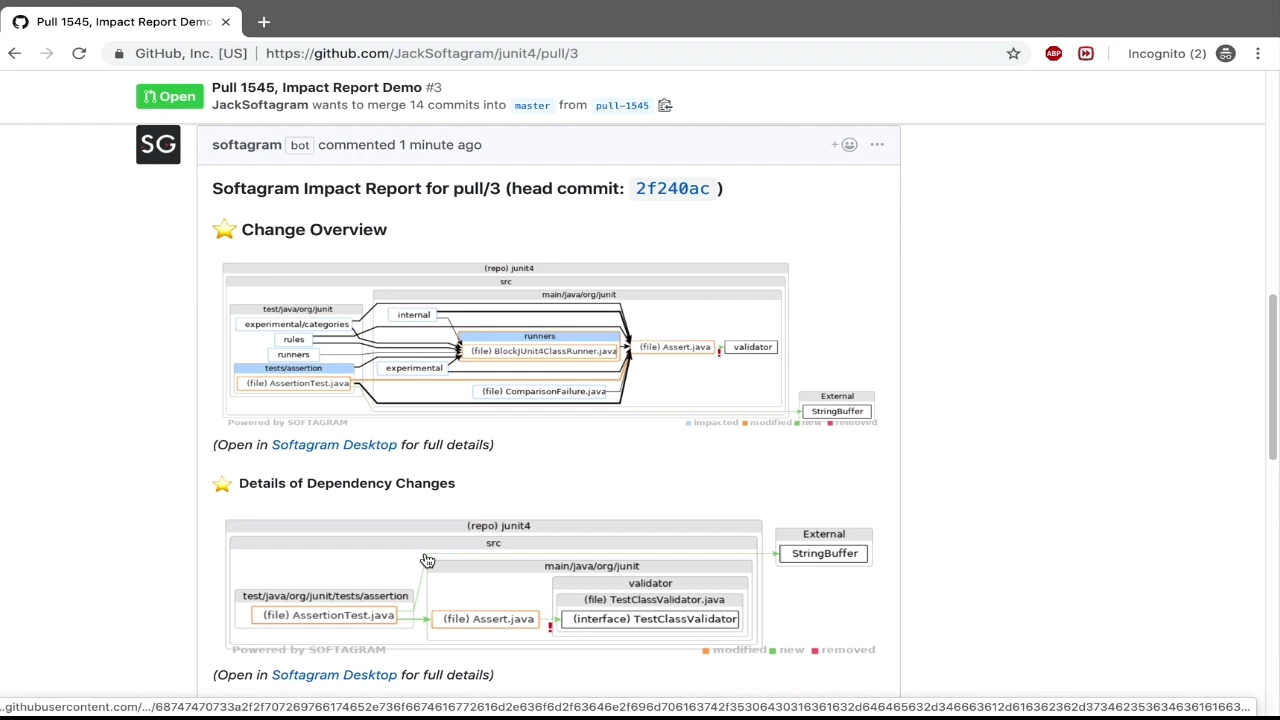 Pull 1545, Impact Report Demo
GitHub, Inc. [US] | https://github.com/JackSoftagram/junit4/pull/3
ABP
Incognito (2)
Open
Pull 1545, Impact Report Demo #3
JackSoftagram wants to merge 14 commits into master from pull-1545
SG
softagram bot commented 1 minute ago
Softagram Impact Report for pull/3 (head commit: 2f240ac )
Change Overview
(repo) junit4
src
main/java/org/junit
test/java/org/junit
experimental/categories
internal
rules
runners
(file) Assert.java
validator
runners
(file) BlockJUnit4ClassRunner.java
tests/assertion
experimental
(file) AssertionTest.java
(file) ComparisonFailure.java
External
StringBuffer
Powered by SOFTAGRAM
impacted modified new removed
(Open in Softagram Desktop for full details)
Details of Dependency Changes
(repo) junit4
src
External
StringBuffer
main/java/org/junit
validator
test/java/org/junit/tests/assertion
(file) TestClassValidator.java
(file) AssertionTest.java
(file) Assert.java
(interface) TestClassValidator
Powered by SOFTAGRAM
modified new removed
(Open in Softagram Desktop for full details)